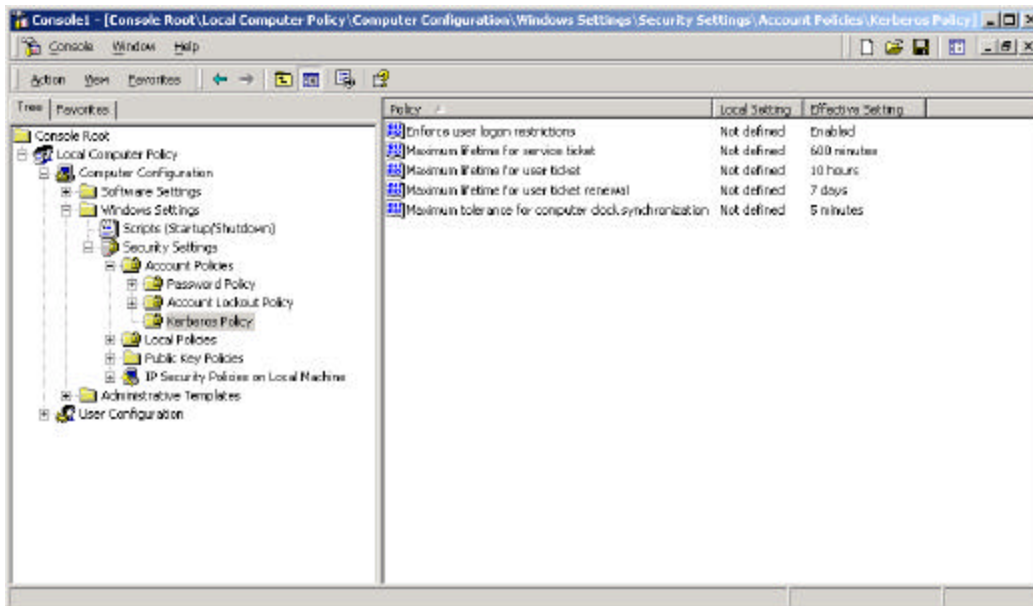 Console1 - [Console Root\Local Computer Policy\Computer Configuration\Windows Settings\Security Settings\Account Policies\Kerberos Policy]
Console Window Help
Action View Favorites
Tree Favorites
Policy Local Setting Effective Setting
Console Root
Local Computer Policy
Computer Configuration
Software Settings
Windows Settings
Scripts (Startup/Shutdown)
Security Settings
Account Policies
Password Policy
Account Lockout Policy
Kerberos Policy
Local Policies
Public Key Policies
IP Security Policies on Local Machine
Administrative Templates
User Configuration
Enforce user logon restrictions Not defined Enabled
Maximum lifetime for service ticket Not defined 600 minutes
Maximum lifetime for user ticket Not defined 10 hours
Maximum lifetime for user ticket renewal Not defined 7 days
Maximum tolerance for computer clock synchronization Not defined 5 minutes